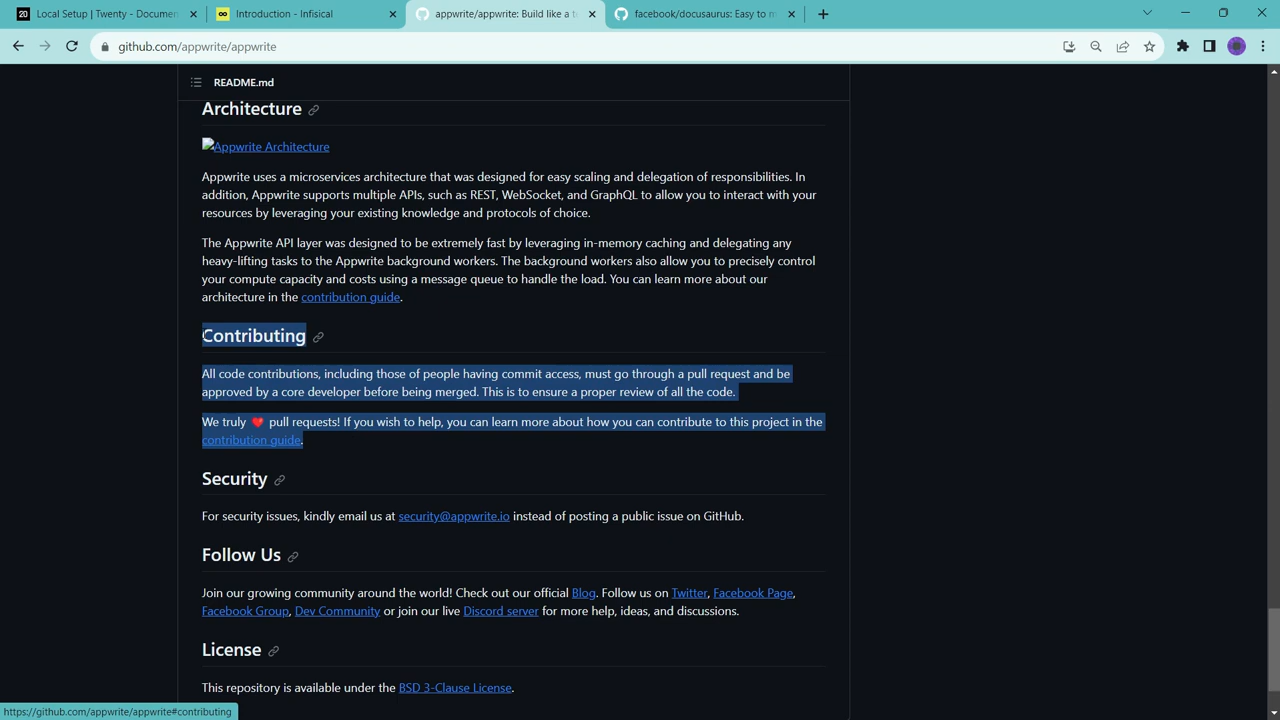 Local Setup | Twenty - Documen
Introduction - Infisical
appwrite/appwrite: Build like a te
facebook/docusaurus: Easy to m
github.com/appwrite/appwrite
README.md
Architecture
Appwrite Architecture
Appwrite uses a microservices architecture that was designed for easy scaling and delegation of responsibilities. In
addition, Appwrite supports multiple APIs, such as REST, WebSocket, and GraphQL to allow you to interact with your
resources by leveraging your existing knowledge and protocols of choice.
The Appwrite API layer was designed to be extremely fast by leveraging in-memory caching and delegating any
heavy-lifting tasks to the Appwrite background workers. The background workers also allow you to precisely control
your compute capacity and costs using a message queue to handle the load. You can learn more about our
architecture in the contribution guide.
Contributing
All code contributions, including those of people having commit access, must go through a pull request and be
approved by a core developer before being merged. This is to ensure a proper review of all the code.
We truly ❤️ pull requests! If you wish to help, you can learn more about how you can contribute to this project in the
contribution guide.
Security
For security issues, kindly email us at security@appwrite.io instead of posting a public issue on GitHub.
Follow Us
Join our growing community around the world! Check out our official Blog. Follow us on Twitter, Facebook Page,
Facebook Group, Dev Community or join our live Discord server for more help, ideas, and discussions.
License
This repository is available under the BSD 3-Clause License.
https://github.com/appwrite/appwrite#contributing